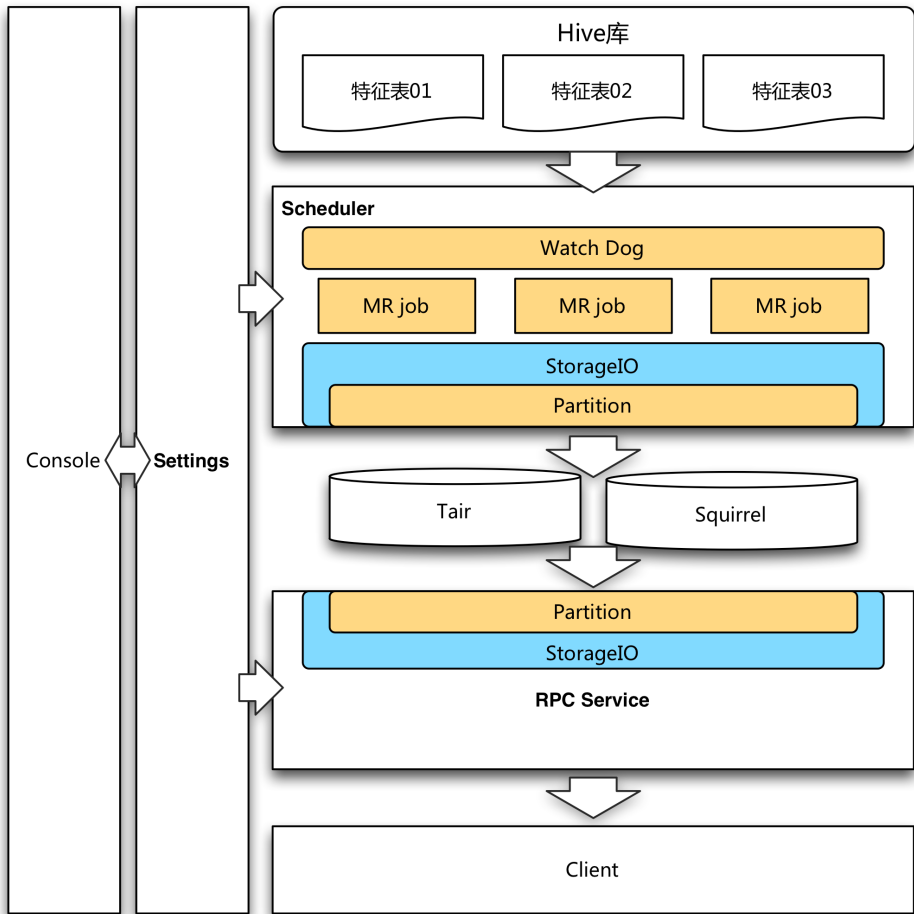 Hive库
特征表01
特征表02
特征表03
Scheduler
Watch Dog
MR job
MR job
MR job
StorageIO
Partition
Console
Settings
Tair
Squirrel
Partition
StorageIO
RPC Service
Client